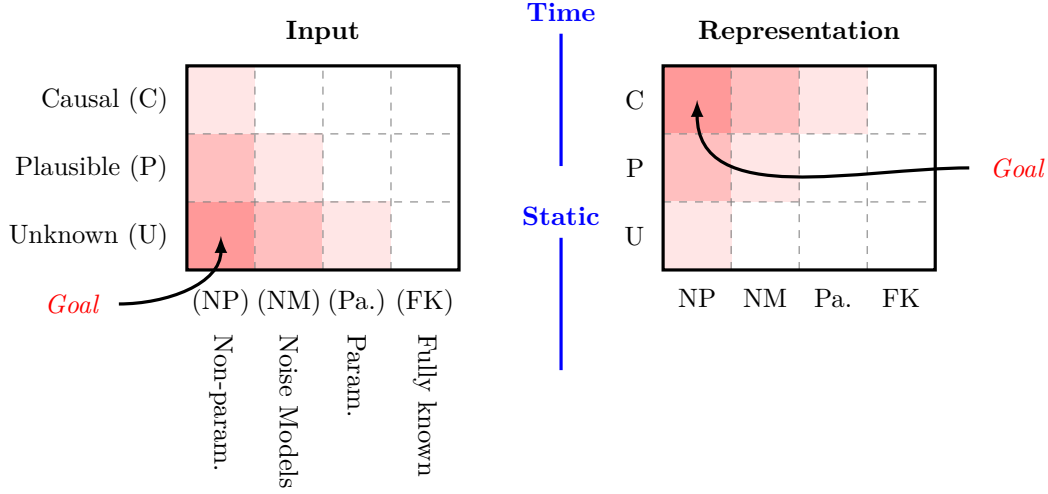 Time
Input
Representation
Causal (C)
Plausible (P)
Unknown (U)
C
P
U
Static
Goal
Goal
(NP)
(NM)
(Pa.)
(FK)
NP
NM
Pa.
FK
Non-param.
Noise Models
Param.
Fully known